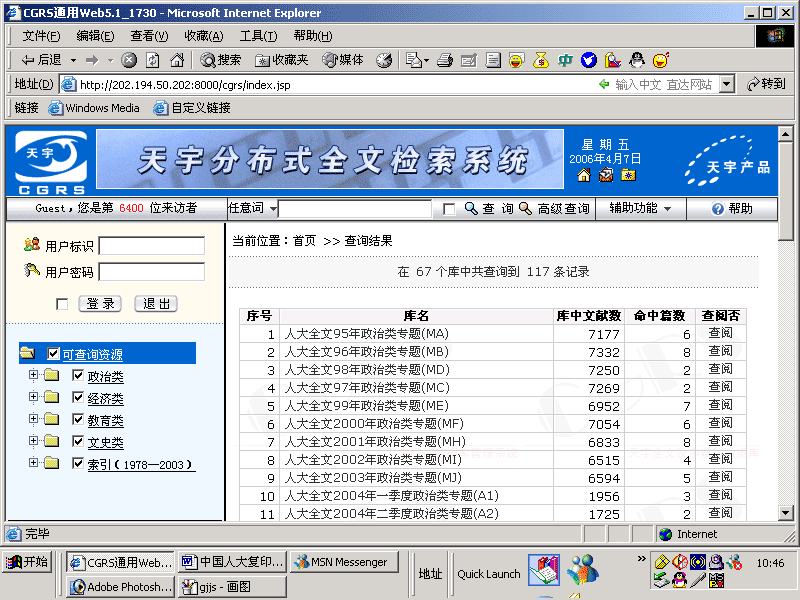 CGRS通用Web5.1_1730 - Microsoft Internet Explorer
文件(F) 编辑(E) 查看(V) 收藏(A) 工具(T) 帮助(H)
后退 搜索 收藏夹 媒体
地址(D) http://202.194.50.202:8000/cgrs/index.jsp 输入中文 直达网站 转到
链接 Windows Media 自定义链接
天宇
CGRS
天宇分布式全文检索系统
星期五
2006年4月7日
天宇产品
Guest,您是第 6400 位来访者 任意词 查 询 高级查询 辅助功能 帮助
用户标识
用户密码
登 录 退 出
可查询资源
政治类
经济类
教育类
文史类
索引(1978—2003)
当前位置:首页 >> 查询结果
在 67 个库中共查询到 117 条记录
序号 库名 库中文献数 命中篇数 查阅否
1 人大全文95年政治类专题(MA) 7177 6 查阅
2 人大全文96年政治类专题(MB) 7332 8 查阅
3 人大全文98年政治类专题(MD) 7250 2 查阅
4 人大全文97年政治类专题(MC) 7269 2 查阅
5 人大全文99年政治类专题(ME) 6952 7 查阅
6 人大全文2000年政治类专题(MF) 7054 6 查阅
7 人大全文2001年政治类专题(MH) 6833 8 查阅
8 人大全文2002年政治类专题(MI) 6515 4 查阅
9 人大全文2003年政治类专题(MJ) 6594 5 查阅
10 人大全文2004年一季度政治类专题(A1) 1956 3 查阅
11 人大全文2004年二季度政治类专题(A2) 1725 2 查阅
完毕 Internet
开始 CGRS通用Web... 中国人大复印... MSN Messenger 地址 Quick Launch 10:46
Adobe Photosh... gjjs - 画图